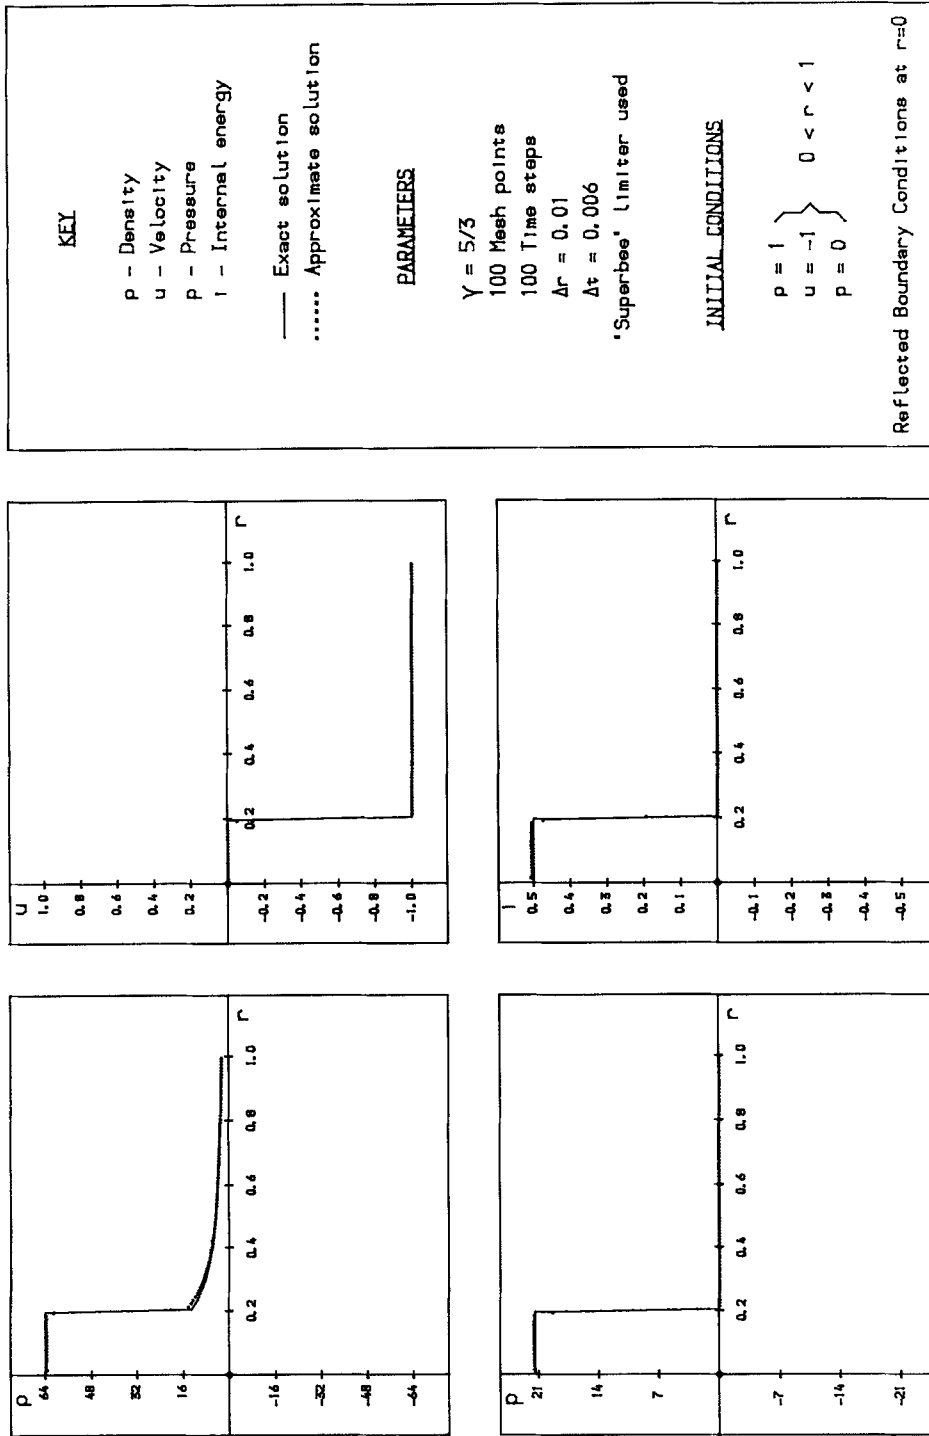 ρ
64
48
32
16
-16
-32
-48
-64
0.2
0.4
0.6
0.8
1.0
r
u
1.0
0.8
0.6
0.4
0.2
-0.2
-0.4
-0.6
-0.8
-1.0
0.2
0.4
0.6
0.8
1.0
r
p
21
14
7
-7
-14
-21
0.2
0.4
0.6
0.8
1.0
r
I
0.5
0.4
0.3
0.2
0.1
-0.1
-0.2
-0.3
-0.4
-0.5
0.2
0.4
0.6
0.8
1.0
r
KEY
ρ - Density
u - Velocity
p - Pressure
I - Internal energy
Exact solution
Approximate solution
PARAMETERS
γ = 5/3
100 Mesh points
100 Time steps
Δr = 0.01
Δt = 0.006
'Superbee' limiter used
INITIAL CONDITIONS
ρ = 1
u = -1 0 < r < 1
p = 0
Reflected Boundary Conditions at r=0